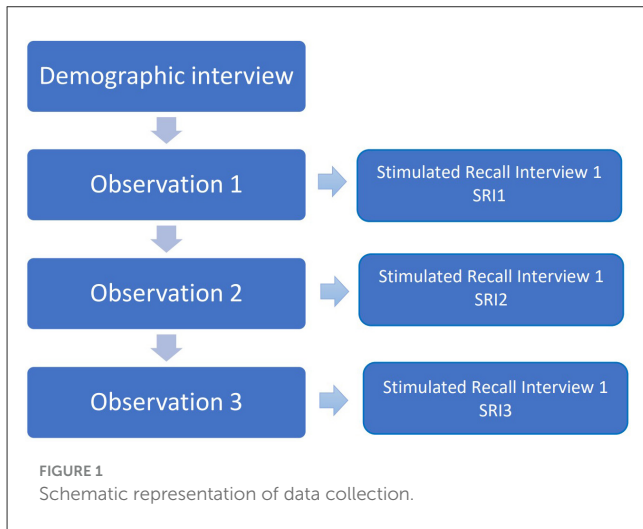 Demographic interview
Observation 1
Stimulated Recall Interview 1
SRI1
Observation 2
Stimulated Recall Interview 1
SRI2
Observation 3
Stimulated Recall Interview 1
SRI3
FIGURE 1
Schematic representation of data collection.